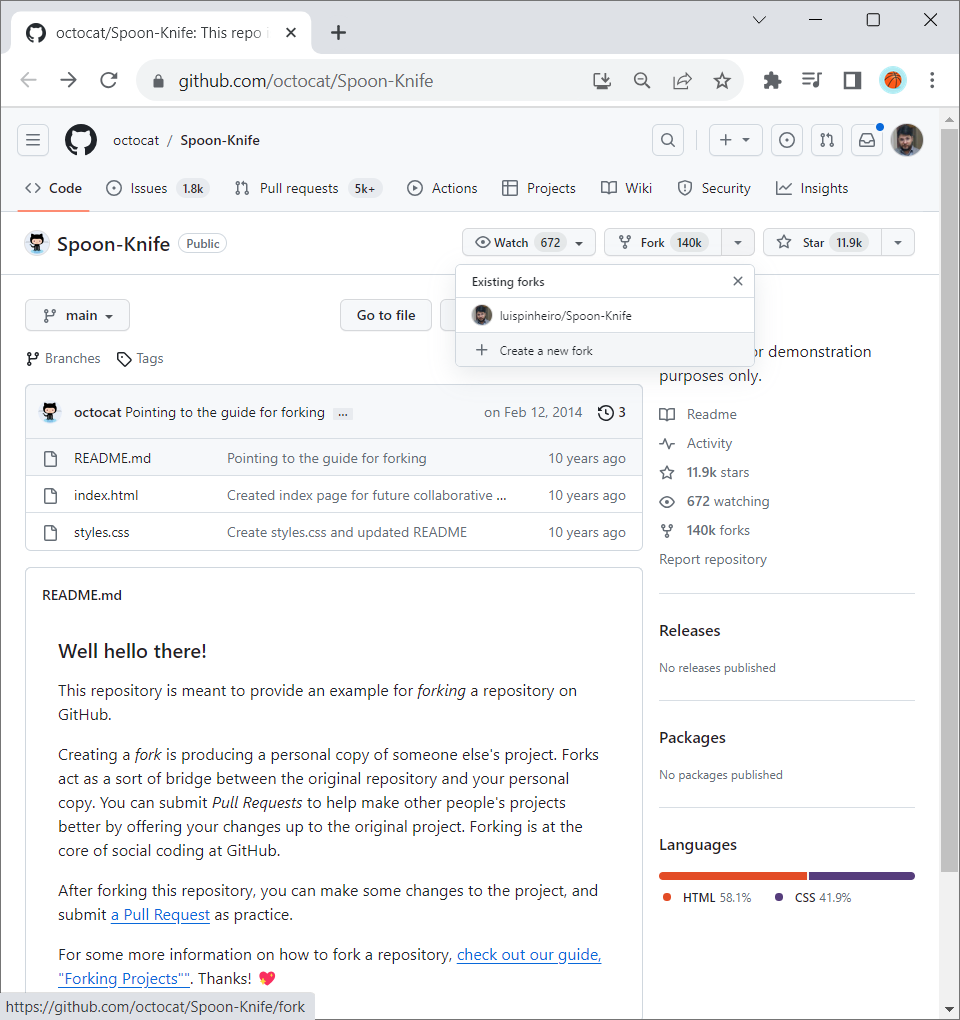 octocat/Spoon-Knife: This repo i
github.com/octocat/Spoon-Knife
octocat / Spoon-Knife
Code Issues 1.8k Pull requests 5k+ Actions Projects Wiki Security Insights
Spoon-Knife Public Watch 672 Fork 140k Star 11.9k
Existing forks
luispinheiro/Spoon-Knife
Create a new fork
main Go to file
Branches Tags
octocat Pointing to the guide for forking ... on Feb 12, 2014 3
README.md Pointing to the guide for forking 10 years ago
index.html Created index page for future collaborative ... 10 years ago
styles.css Create styles.css and updated README 10 years ago
README.md
Well hello there!
This repository is meant to provide an example for forking a repository on
GitHub.
Creating a fork is producing a personal copy of someone else's project. Forks
act as a sort of bridge between the original repository and your personal
copy. You can submit Pull Requests to help make other people's projects
better by offering your changes up to the original project. Forking is at the
core of social coding at GitHub.
After forking this repository, you can make some changes to the project, and
submit a Pull Request as practice.
For some more information on how to fork a repository, check out our guide,
"Forking Projects"". Thanks! 💖
demonstration
purposes only.
Readme
Activity
11.9k stars
672 watching
140k forks
Report repository
Releases
No releases published
Packages
No packages published
Languages
HTML 58.1% CSS 41.9%
https://github.com/octocat/Spoon-Knife/fork